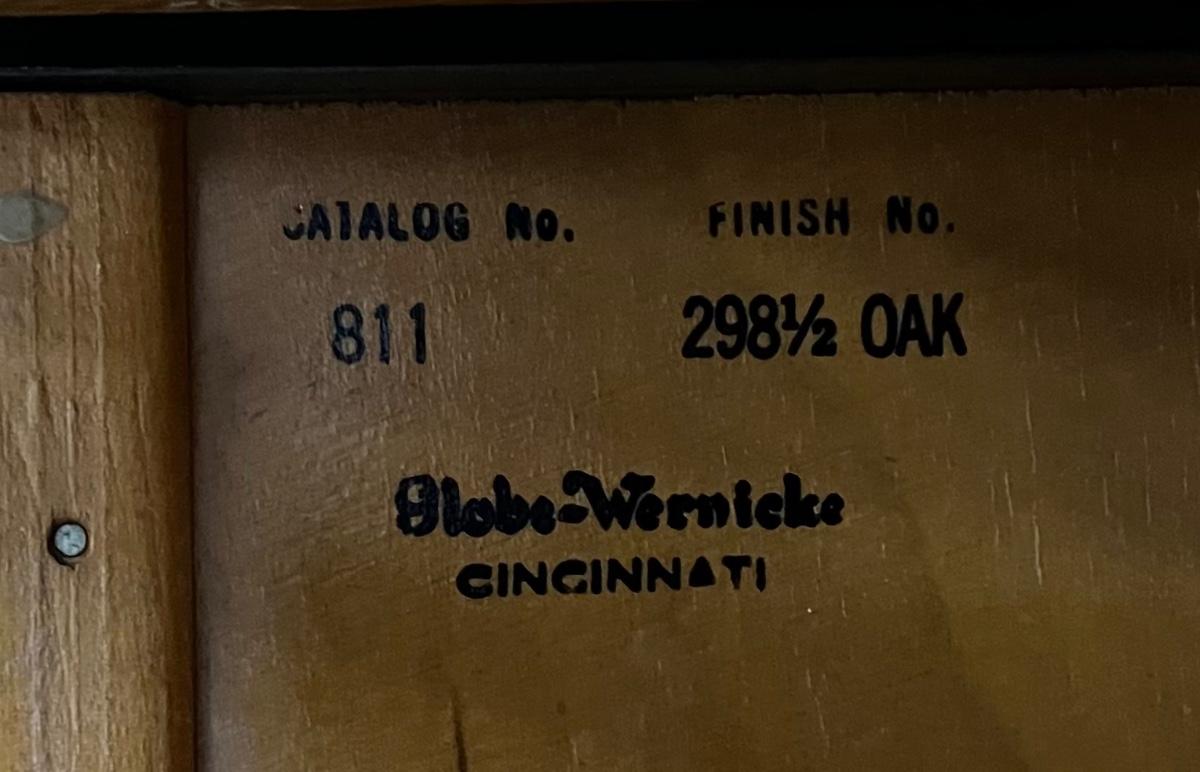 CATALOG No. FINISH No.
811 298½ OAK
Globe-Wernicke
CINCINNATI